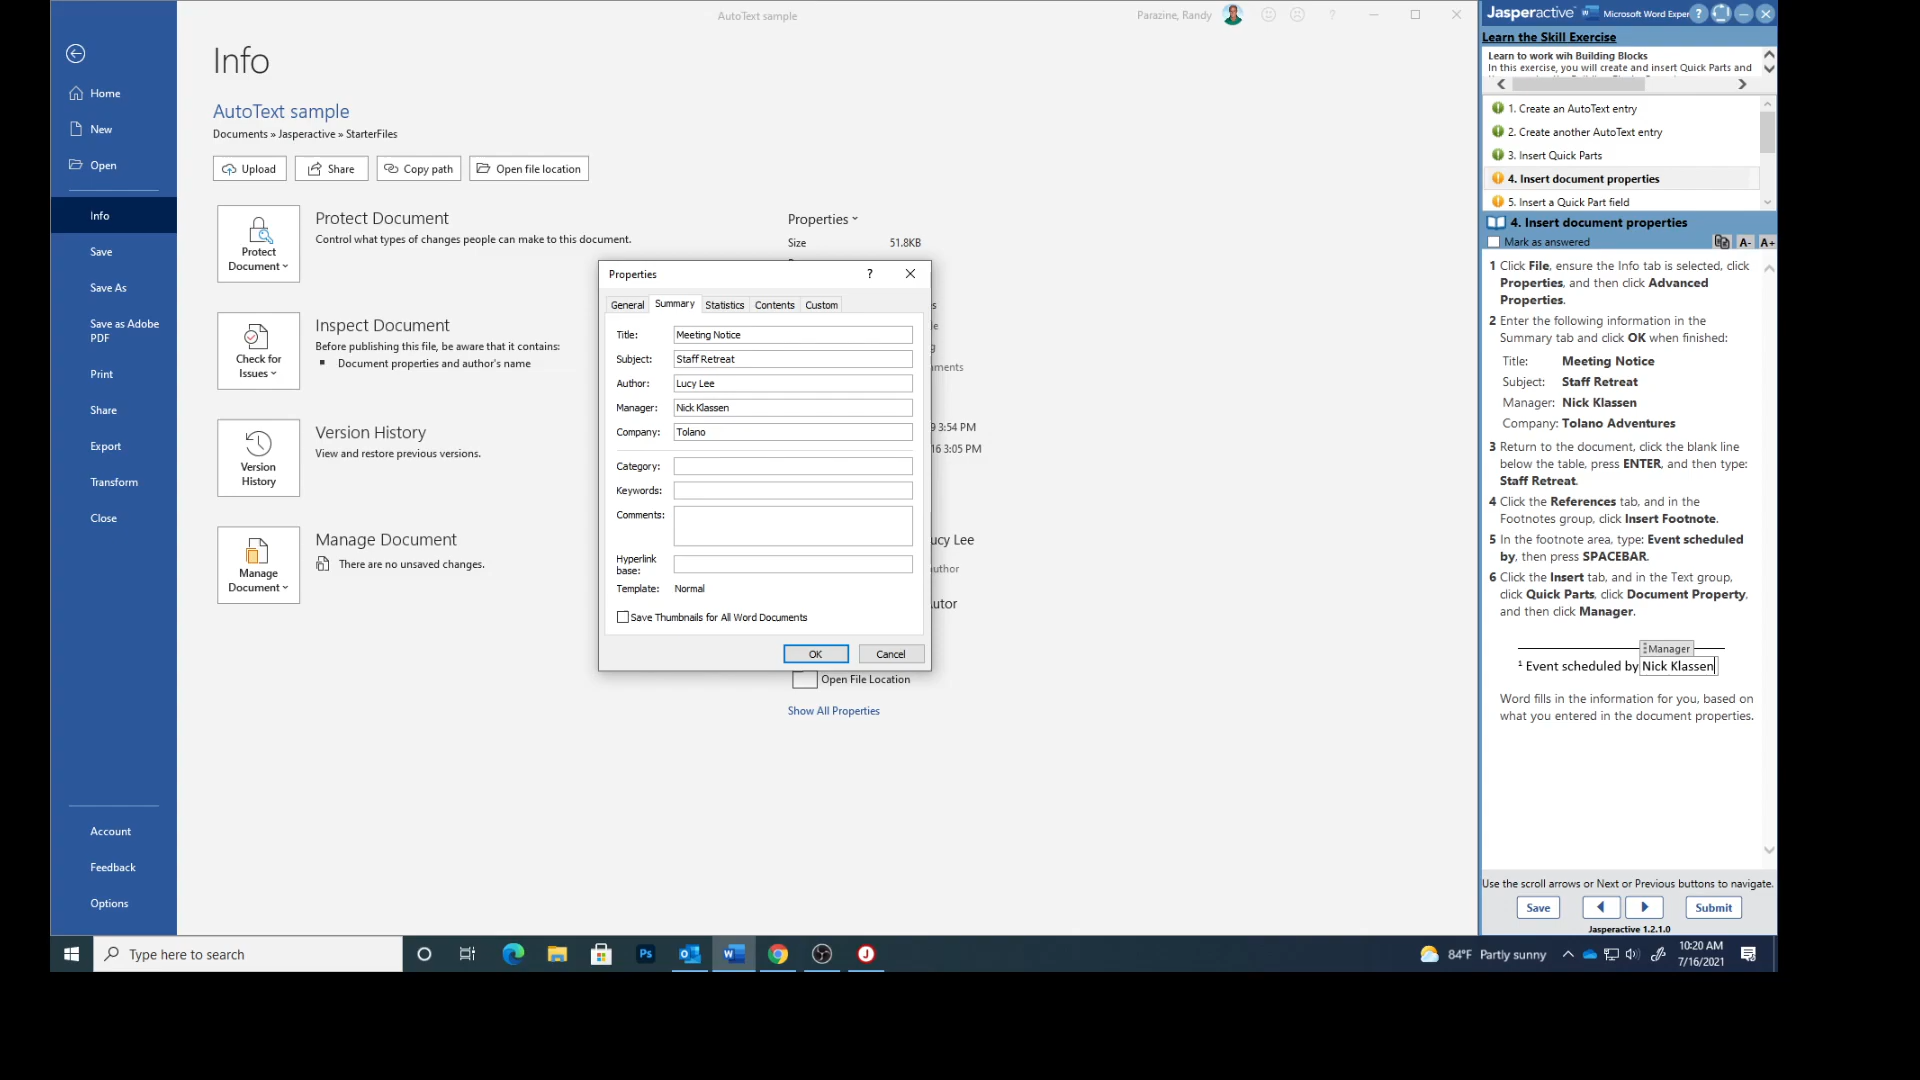 AutoText sample
Parazine, Randy
?
Info
Home
New
Open
Info
Save
Save As
Save as Adobe
PDF
Print
Share
Export
Transform
Close
Account
Feedback
Options
AutoText sample
Documents » Jasperactive » StarterFiles
Upload
Share
Copy path
Open file location
Protect
Document
Protect Document
Control what types of changes people can make to this document.
Check for
Issues
Inspect Document
Before publishing this file, be aware that it contains:
Document properties and author's name
Version
History
Version History
View and restore previous versions.
Manage
Document
Manage Document
There are no unsaved changes.
Properties
Size 51.8KB
9 3:54 PM
16 3:05 PM
ucy Lee
Open File Location
Show All Properties
Properties
?
General Summary Statistics Contents Custom
Title: Meeting Notice
Subject: Staff Retreat
Author: Lucy Lee
Manager: Nick Klassen
Company: Tolano
Category:
Keywords:
Comments:
Hyperlink
base:
Template: Normal
Save Thumbnails for All Word Documents
OK Cancel
Jasperactive Microsoft Word Exper ?
Learn the Skill Exercise
Learn to work wih Building Blocks
In this exercise, you will create and insert Quick Parts and
1. Create an AutoText entry
2. Create another AutoText entry
3. Insert Quick Parts
4. Insert document properties
5. Insert a Quick Part field
4. Insert document properties
Mark as answered A- A+
1 Click File, ensure the Info tab is selected, click
Properties, and then click Advanced
Properties.
2 Enter the following information in the
Summary tab and click OK when finished:
Title: Meeting Notice
Subject: Staff Retreat
Manager: Nick Klassen
Company: Tolano Adventures
3 Return to the document, click the blank line
below the table, press ENTER, and then type:
Staff Retreat.
4 Click the References tab, and in the
Footnotes group, click Insert Footnote.
5 In the footnote area, type: Event scheduled
by, then press SPACEBAR.
6 Click the Insert tab, and in the Text group,
click Quick Parts, click Document Property,
and then click Manager.
Manager
1 Event scheduled by Nick Klassen
Word fills in the information for you, based on
what you entered in the document properties.
Use the scroll arrows or Next or Previous buttons to navigate.
Save Submit
Jasperactive 1.2.1.0
Type here to search
Ps
84°F Partly sunny
10:20 AM
7/16/2021